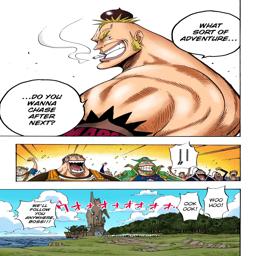 WHAT
SORT OF
ADVENTURE...
...DO YOU
WANNA
CHASE
AFTER
NEXT?
!!
WE'LL
FOLLOW
YOU
ANYWHERE,
BOSS!!!
OOK
OOK!
WOO
HOO!